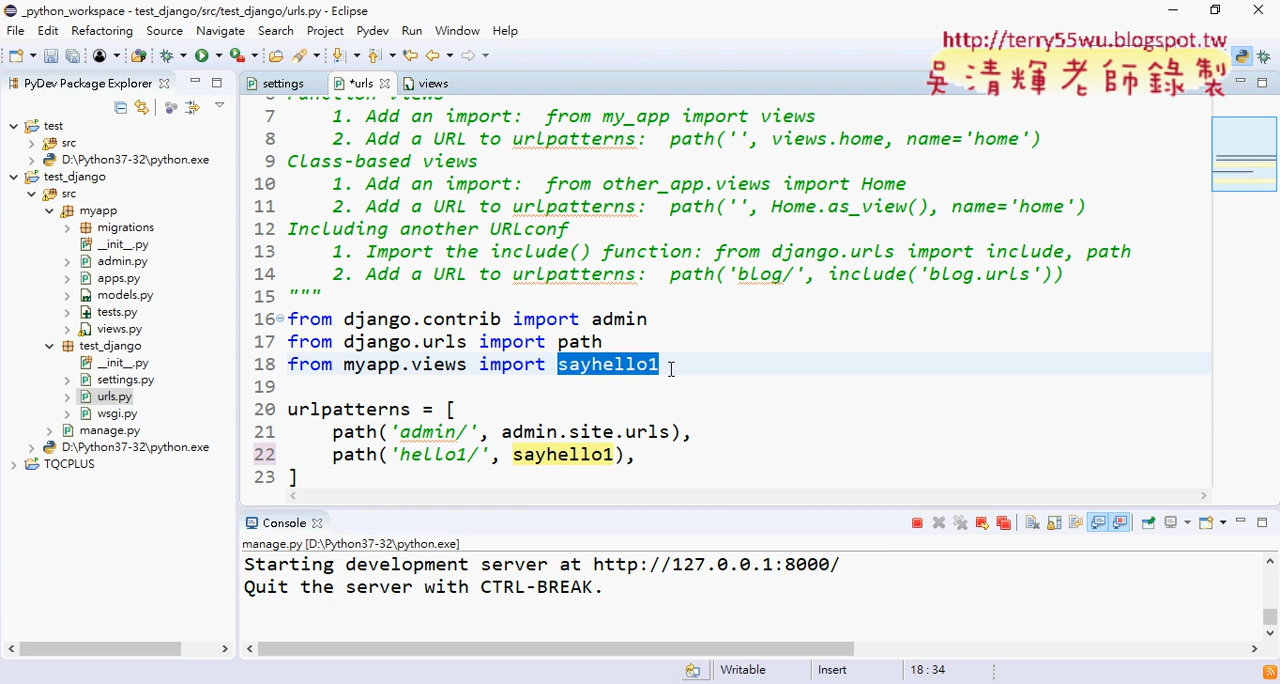 _python_workspace - test_django/src/test_django/urls.py - Eclipse
File Edit Refactoring Source Navigate Search Project Pydev Run Window Help
http://terry55wu.blogspot.tw
吳清輝老師錄製
PyDev Package Explorer
settings
*urls
views
test
src
D:\Python37-32\python.exe
test_django
src
myapp
migrations
__init__.py
admin.py
apps.py
models.py
tests.py
views.py
test_django
__init__.py
settings.py
urls.py
wsgi.py
manage.py
D:\Python37-32\python.exe
TQCPLUS
Function views
7 1. Add an import: from my_app import views
8 2. Add a URL to urlpatterns: path('', views.home, name='home')
9 Class-based views
10 1. Add an import: from other_app.views import Home
11 2. Add a URL to urlpatterns: path('', Home.as_view(), name='home')
12 Including another URLconf
13 1. Import the include() function: from django.urls import include, path
14 2. Add a URL to urlpatterns: path('blog/', include('blog.urls'))
15 """
16 from django.contrib import admin
17 from django.urls import path
18 from myapp.views import sayhello1
19
20 urlpatterns = [
21 path('admin/', admin.site.urls),
22 path('hello1/', sayhello1),
23 ]
Console
manage.py [D:\Python37-32\python.exe]
Starting development server at http://127.0.0.1:8000/
Quit the server with CTRL-BREAK.
Writable Insert 18 : 34